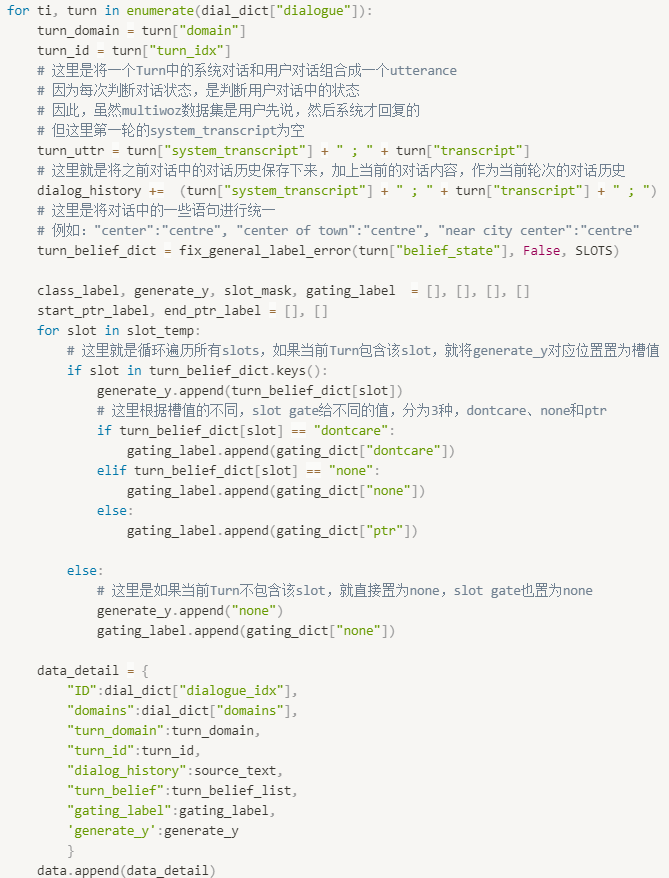 for ti, turn in enumerate(dial_dict["dialogue"]):
    turn_domain = turn["domain"]
    turn_id = turn["turn_idx"]
    # 这里是将一个Turn中的系统对话和用户对话组合成一个utterance
    # 因为每次判断对话状态，是判断用户对话中的状态
    # 因此，虽然multiwoz数据集是用户先说，然后系统才回复的
    # 但这里第一轮的system_transcript为空
    turn_uttr = turn["system_transcript"] + " ; " + turn["transcript"]
    # 这里就是将之前对话中的对话历史保存下来，加上当前的对话内容，作为当前轮次的对话历史
    dialog_history +=  (turn["system_transcript"] + " ; " + turn["transcript"] + " ; ")
    # 这里是将对话中的一些语句进行统一
    # 例如："center":"centre", "center of town":"centre", "near city center":"centre"
    turn_belief_dict = fix_general_label_error(turn["belief_state"], False, SLOTS)

    class_label, generate_y, slot_mask, gating_label  = [], [], [], []
    start_ptr_label, end_ptr_label = [], []
    for slot in slot_temp:
        # 这里就是循环遍历所有slots，如果当前Turn包含该slot，就将generate_y对应位置置为槽值
        if slot in turn_belief_dict.keys():
            generate_y.append(turn_belief_dict[slot])
            # 这里根据槽值的不同，slot gate给不同的值，分为3种，dontcare、none和ptr
            if turn_belief_dict[slot] == "dontcare":
                gating_label.append(gating_dict["dontcare"])
            elif turn_belief_dict[slot] == "none":
                gating_label.append(gating_dict["none"])
            else:
                gating_label.append(gating_dict["ptr"])

        else:
            # 这里是如果当前Turn不包含该slot，就直接置为none，slot gate也置为none
            generate_y.append("none")
            gating_label.append(gating_dict["none"])

    data_detail = {
        "ID":dial_dict["dialogue_idx"],
        "domains":dial_dict["domains"],
        "turn_domain":turn_domain,
        "turn_id":turn_id,
        "dialog_history":source_text,
        "turn_belief":turn_belief_list,
        "gating_label":gating_label,
        'generate_y':generate_y
        }
    data.append(data_detail)